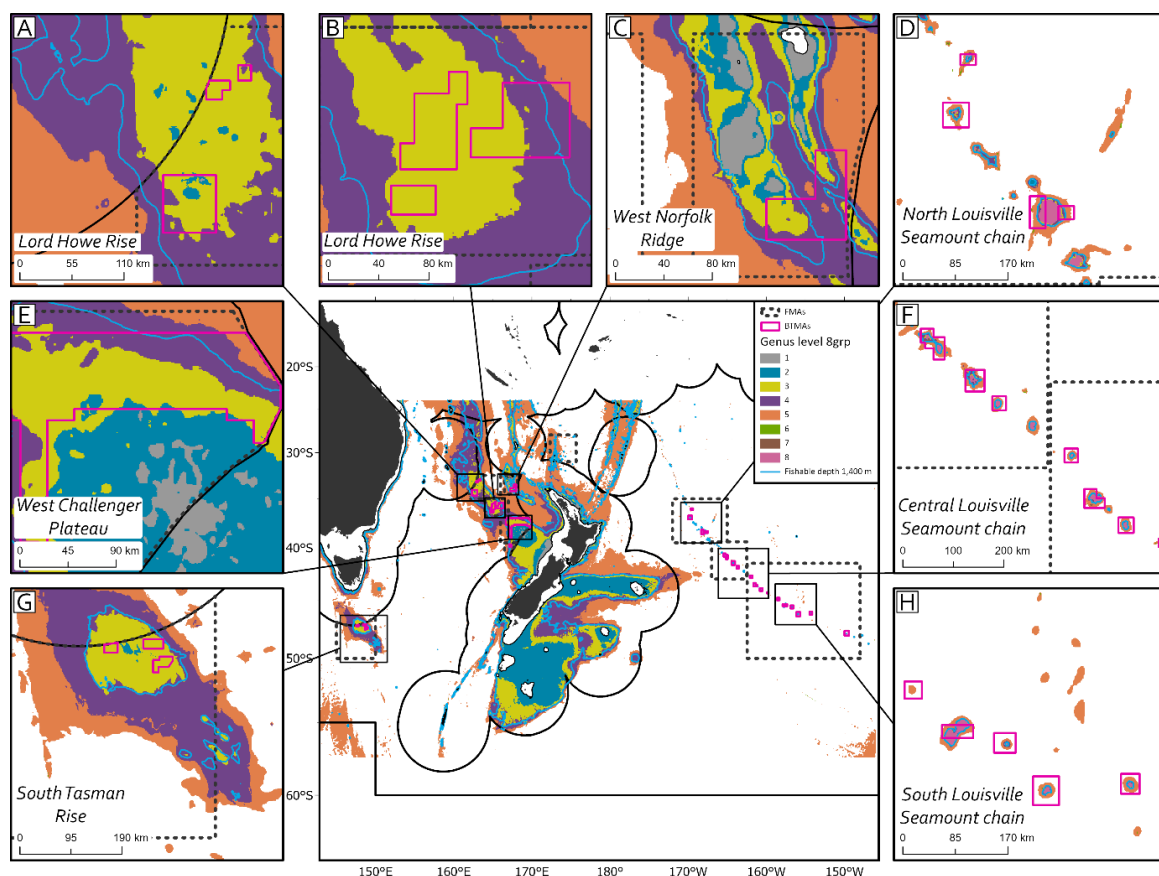 A
Lord Howe Rise
0 55 110 km
B
Lord Howe Rise
0 40 80 km
C
West Norfolk
Ridge
0 40 80 km
D
North Louisville
Seamount chain
0 85 170 km
E
West Challenger
Plateau
0 45 90 km
FMAs
BTMAs
Genus level 8grp
1
2
3
4
5
6
7
8
Fishable depth 1,400 m
20°S
30°S
40°S
50°S
60°S
150°E 160°E 170°E 180° 170°W 160°W 150°W
F
Central Louisville
Seamount chain
0 100 200 km
G
South Tasman
Rise
0 95 190 km
H
South Louisville
Seamount chain
0 85 170 km